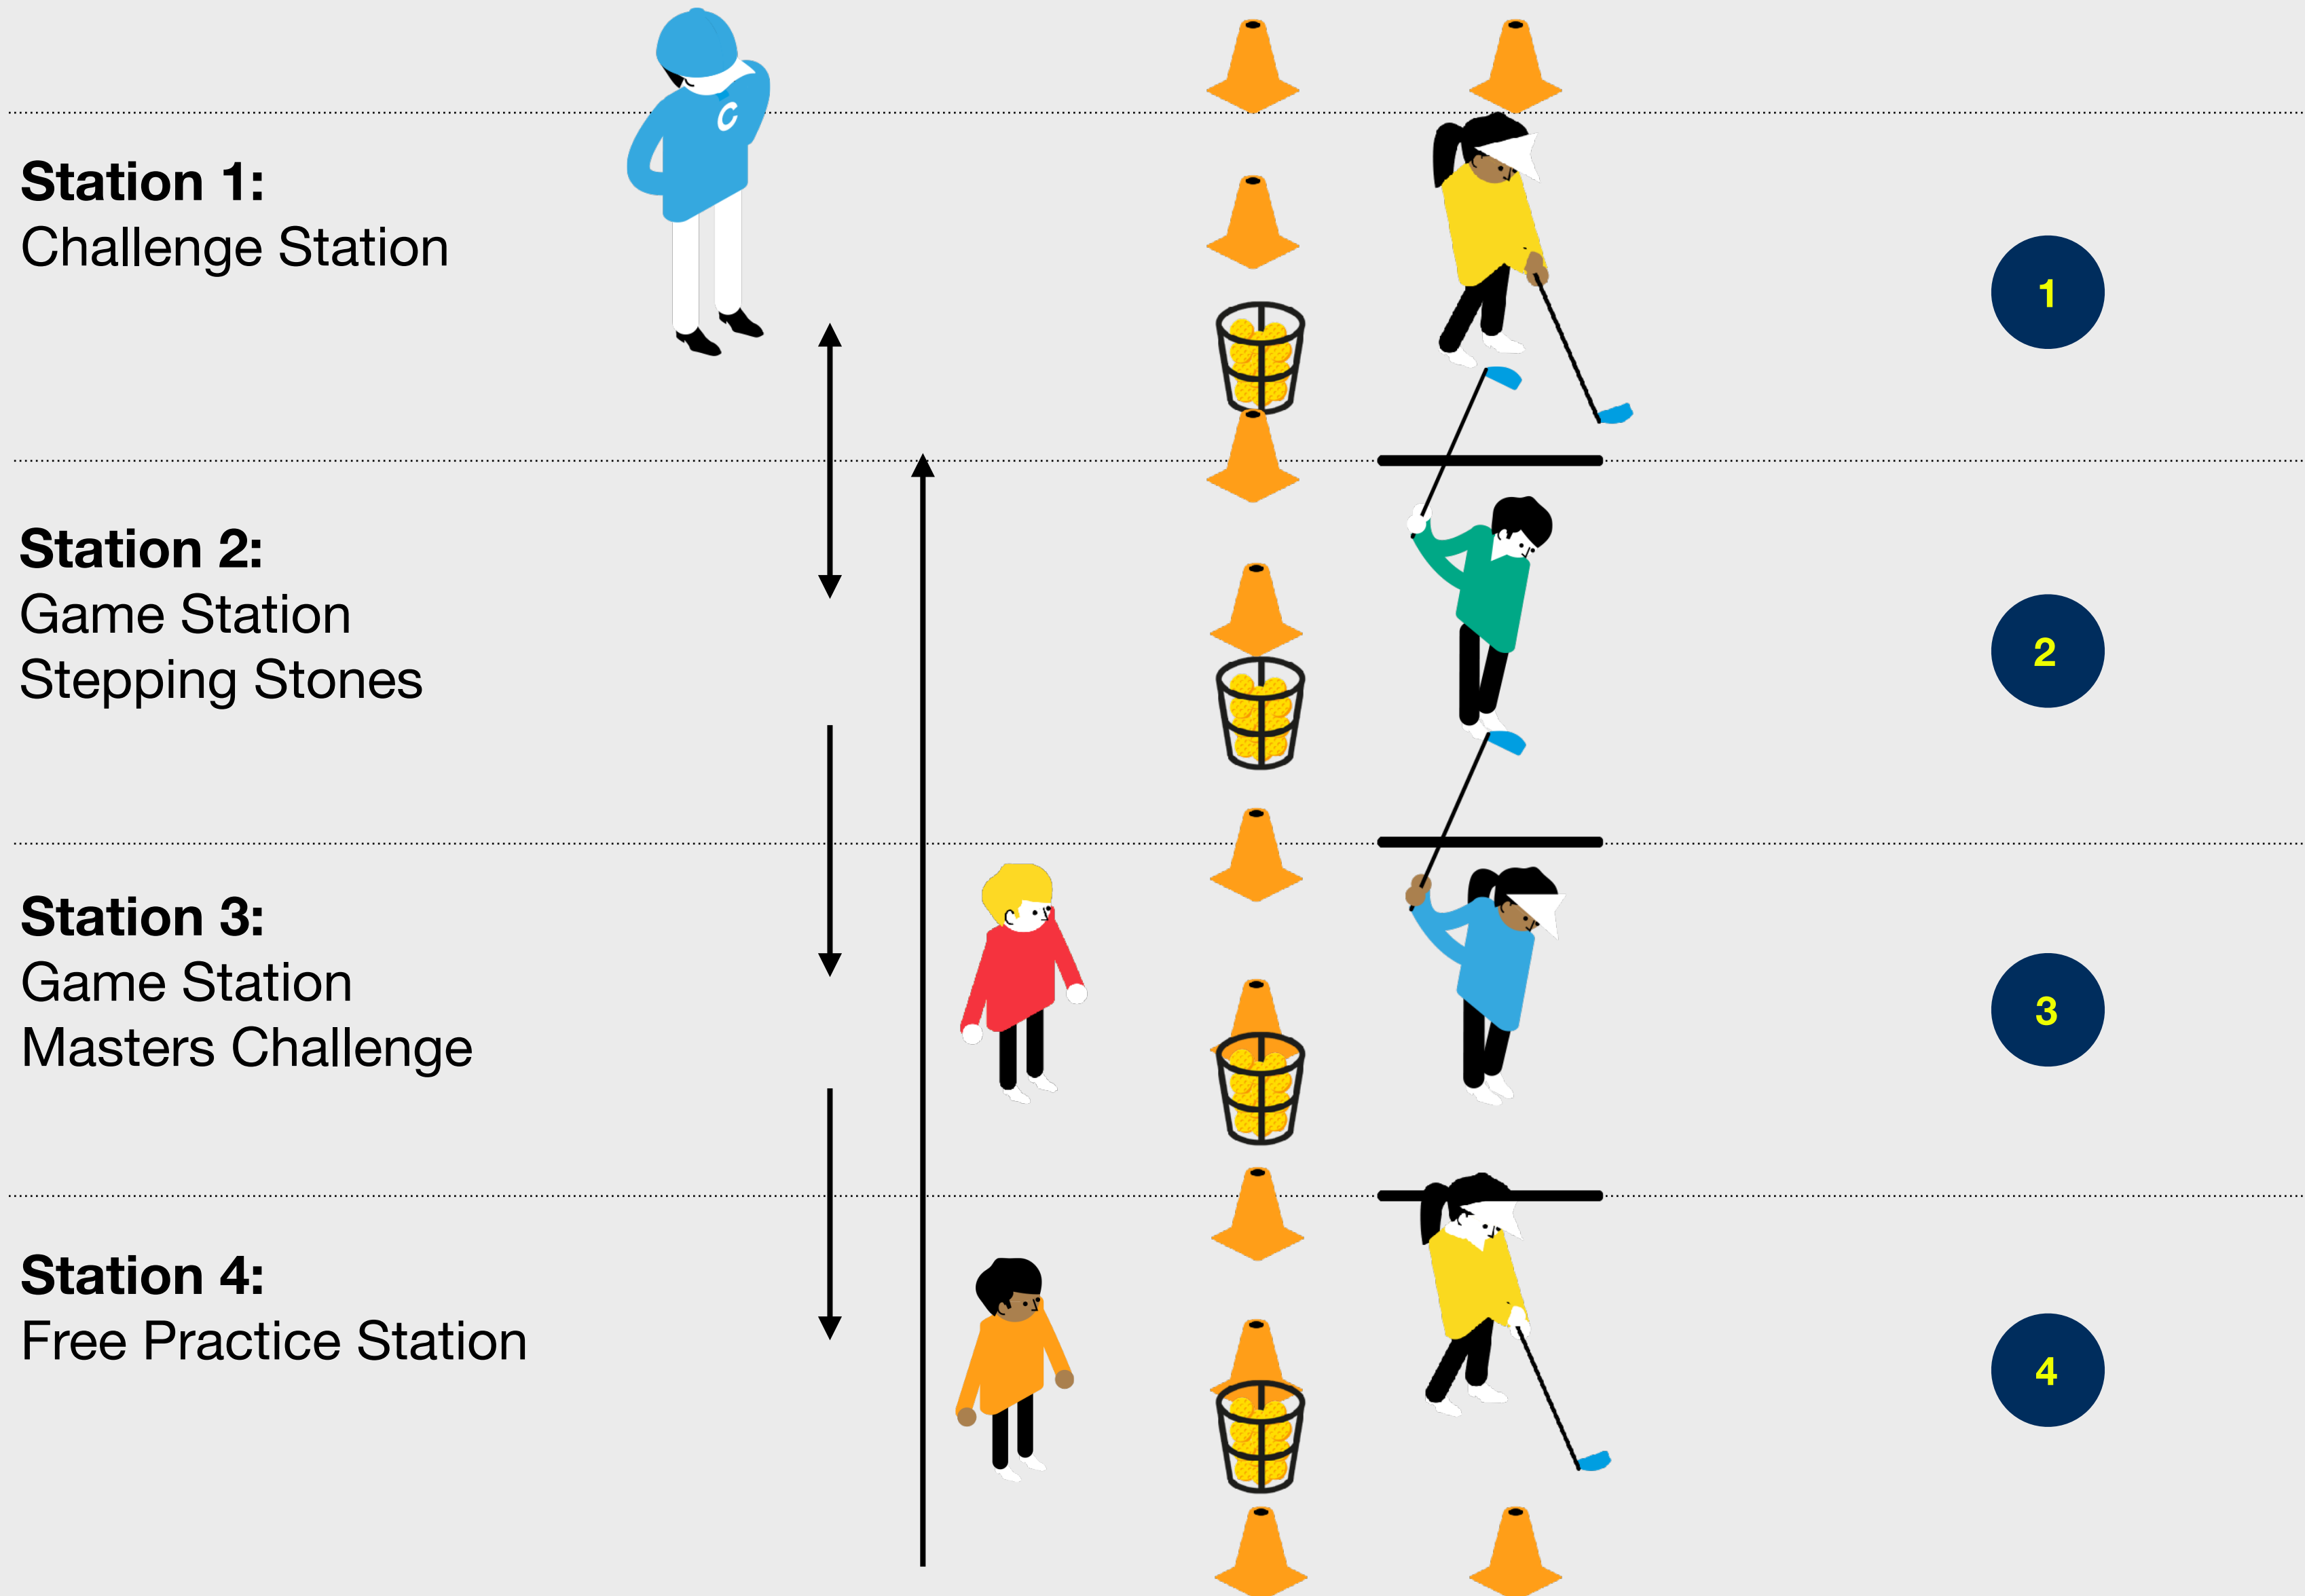 C
Station 1:
Challenge Station
1
Station 2:
Game Station
Stepping Stones
2
Station 3:
Game Station
Masters Challenge
3
Station 4:
Free Practice Station
4